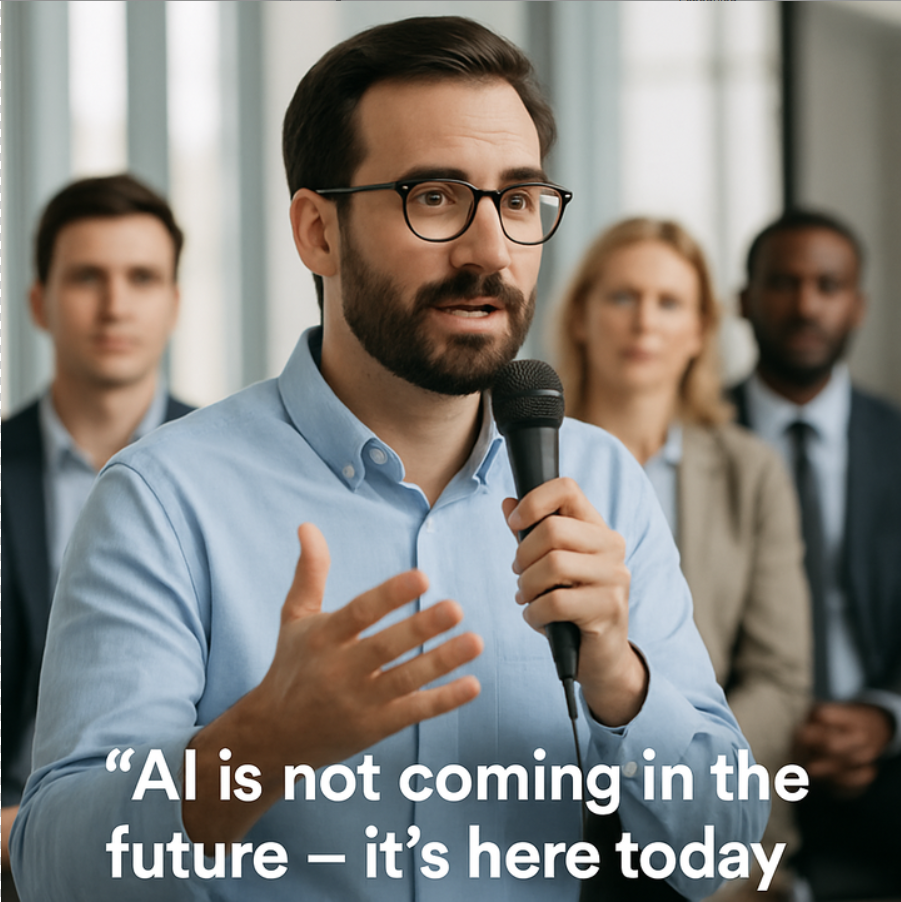 “AI is not coming in the
future – it’s here today